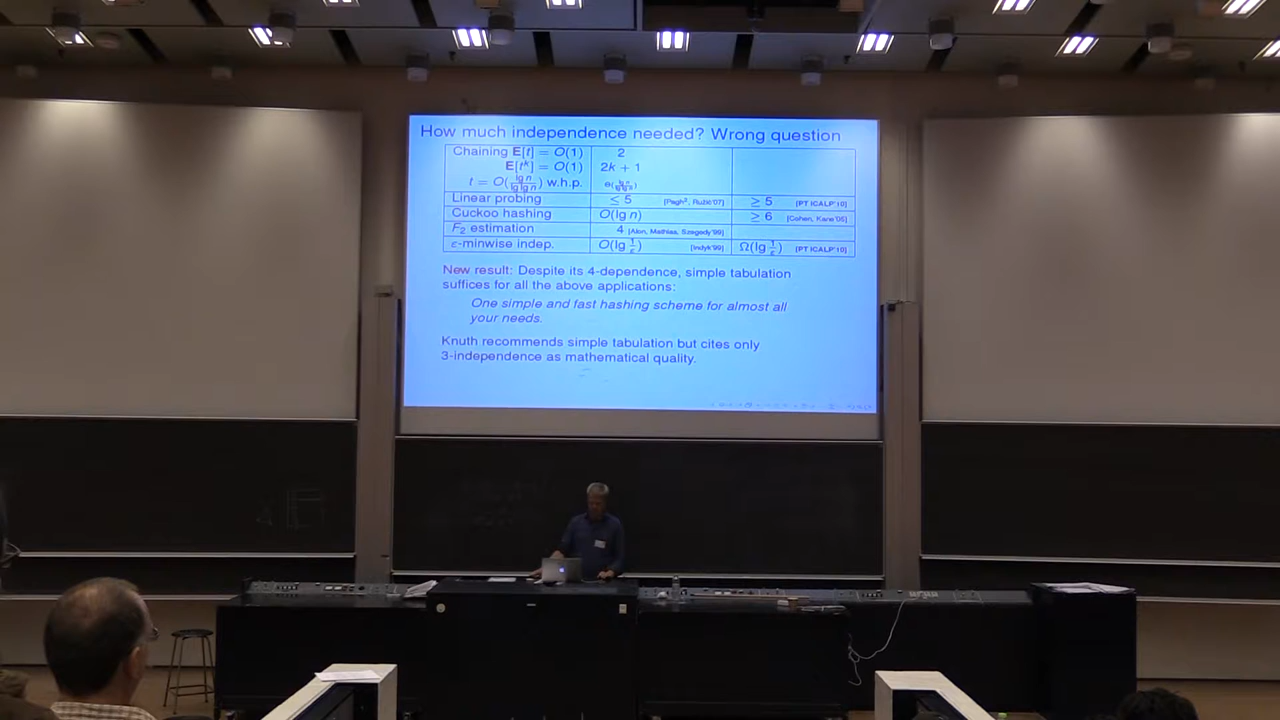 How much independence needed? Wrong question
Chaining E[t] = O(1) 2
E[t^k] = O(1) 2k + 1
t = O(lg n / lg lg n) w.h.p. Θ(lg n / lg lg n)
Linear probing ≤ 5 [Pagh², Ružić'07] ≥ 5 [PT ICALP'10]
Cuckoo hashing O(lg n) ≥ 6 [Cohen, Kane'05]
F₂ estimation 4 [Alon, Mathias, Szegedy'99]
ε-minwise indep. O(lg 1/ε) [Indyk'99] Ω(lg 1/ε) [PT ICALP'10]
New result: Despite its 4-dependence, simple tabulation
suffices for all the above applications:
One simple and fast hashing scheme for almost all
your needs.
Knuth recommends simple tabulation but cites only
3-independence as mathematical quality.